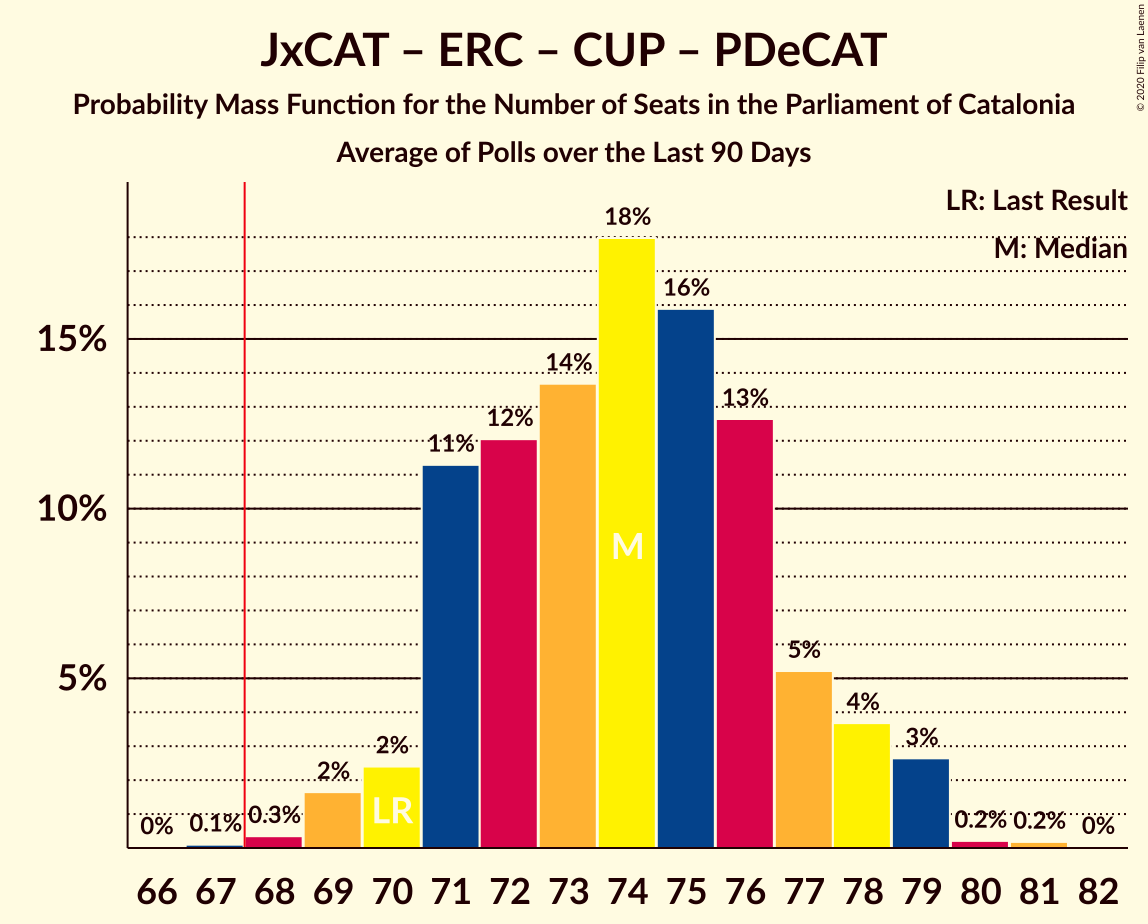 JxCAT – ERC – CUP – PDeCAT
Probability Mass Function for the Number of Seats in the Parliament of Catalonia
Average of Polls over the Last 90 Days
© 2020 Filip van Laenen
LR: Last Result
M: Median
15%
10%
5%
0%
0.1%
0.3%
2%
2%
11%
12%
14%
18%
16%
13%
5%
4%
3%
0.2%
0.2%
0%
LR
M
66 67 68 69 70 71 72 73 74 75 76 77 78 79 80 81 82